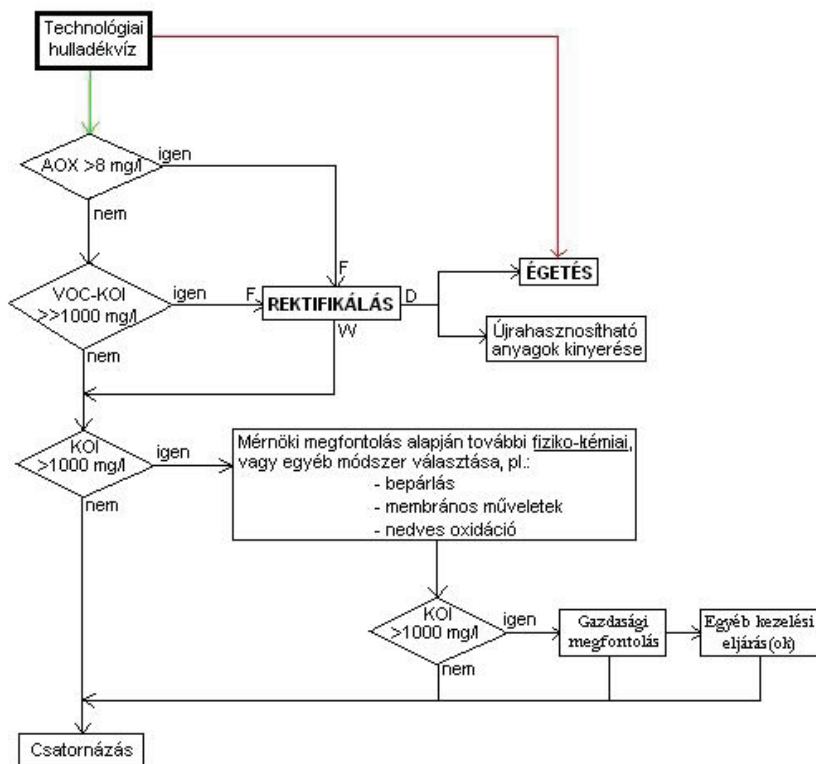 Technológiai
hulladékvíz
AOX >8 mg/l
igen
nem
VOC-KOI
>>1000 mg/l
igen
F
F
REKTIFIKÁLÁS
D
W
ÉGETÉS
Újrahasznosítható
anyagok kinyerése
nem
KOI
>1000 mg/l
igen
nem
Mérnöki megfontolás alapján további fiziko-kémiai,
vagy egyéb módszer választása, pl.:
- bepárlás
- membrános műveletek
- nedves oxidáció
KOI
>1000 mg/l
igen
nem
Gazdasági
megfontolás
Egyéb kezelési
eljárás(ok)
Csatornázás